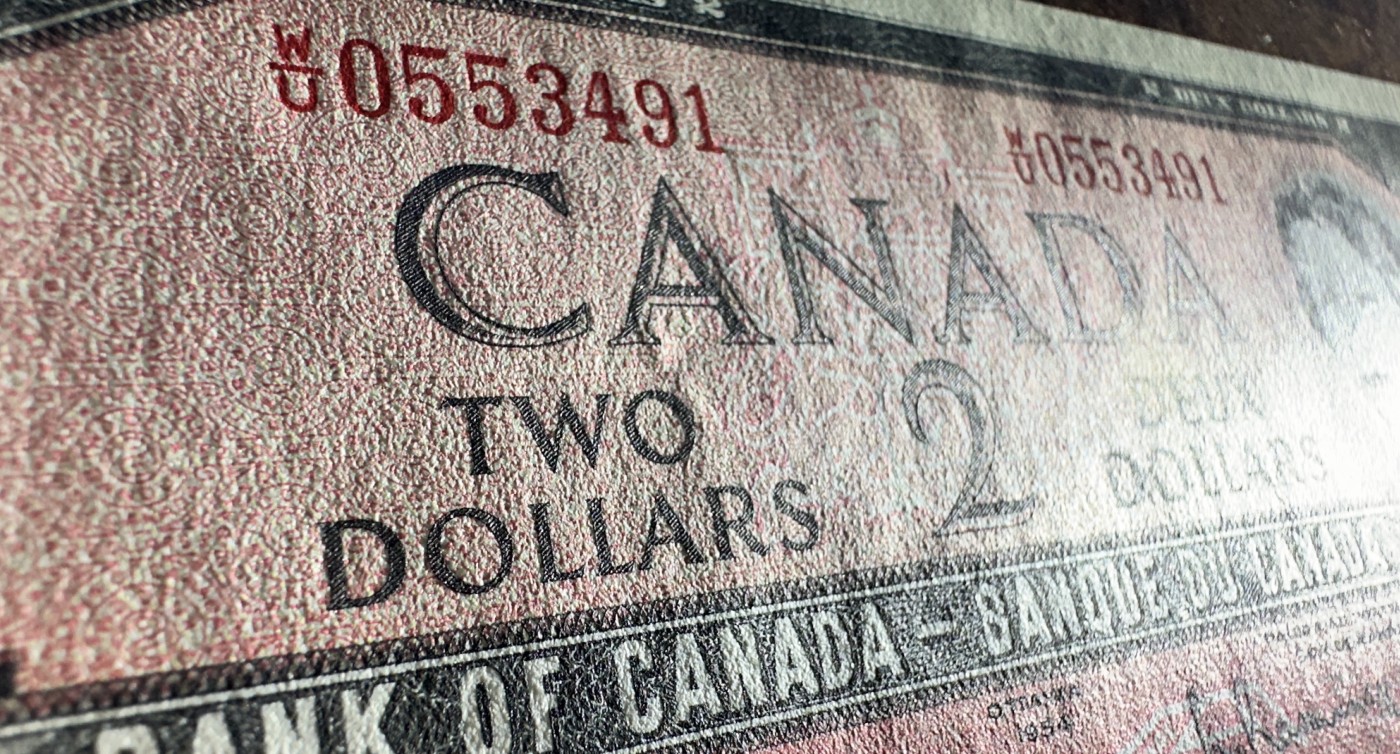 W/U 0553491
W/U 0553491
CANADA
TWO
DOLLARS
2
DEUX
DOLLARS
BANK OF CANADA – BANQUE DU CANADA
OTTAWA
1954